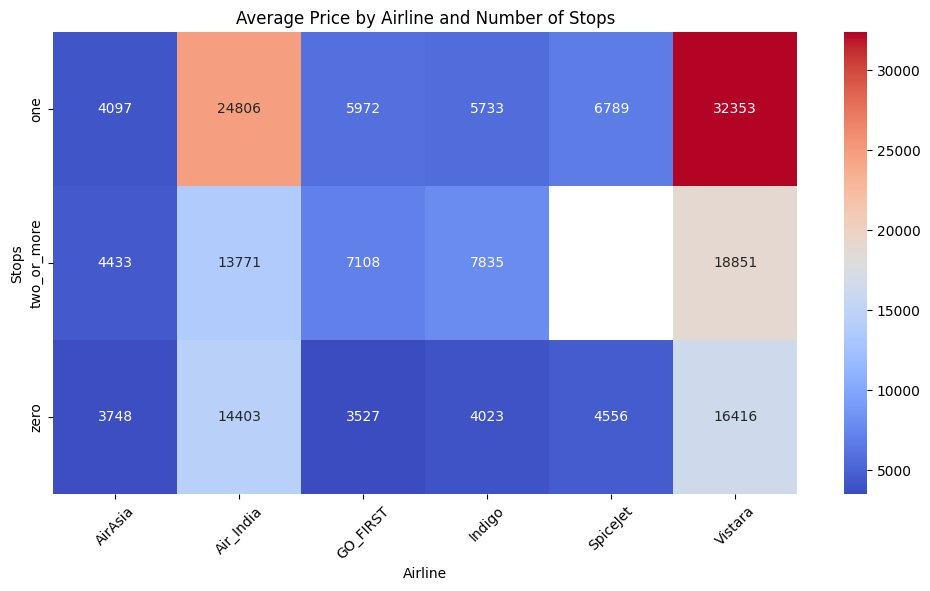 Average Price by Airline and Number of Stops
Stops
one
4097 24806 5972 5733 6789 32353
two_or_more
4433 13771 7108 7835 18851
zero
3748 14403 3527 4023 4556 16416
AirAsia Air_India GO_FIRST Indigo SpiceJet Vistara
Airline
30000
25000
20000
15000
10000
5000